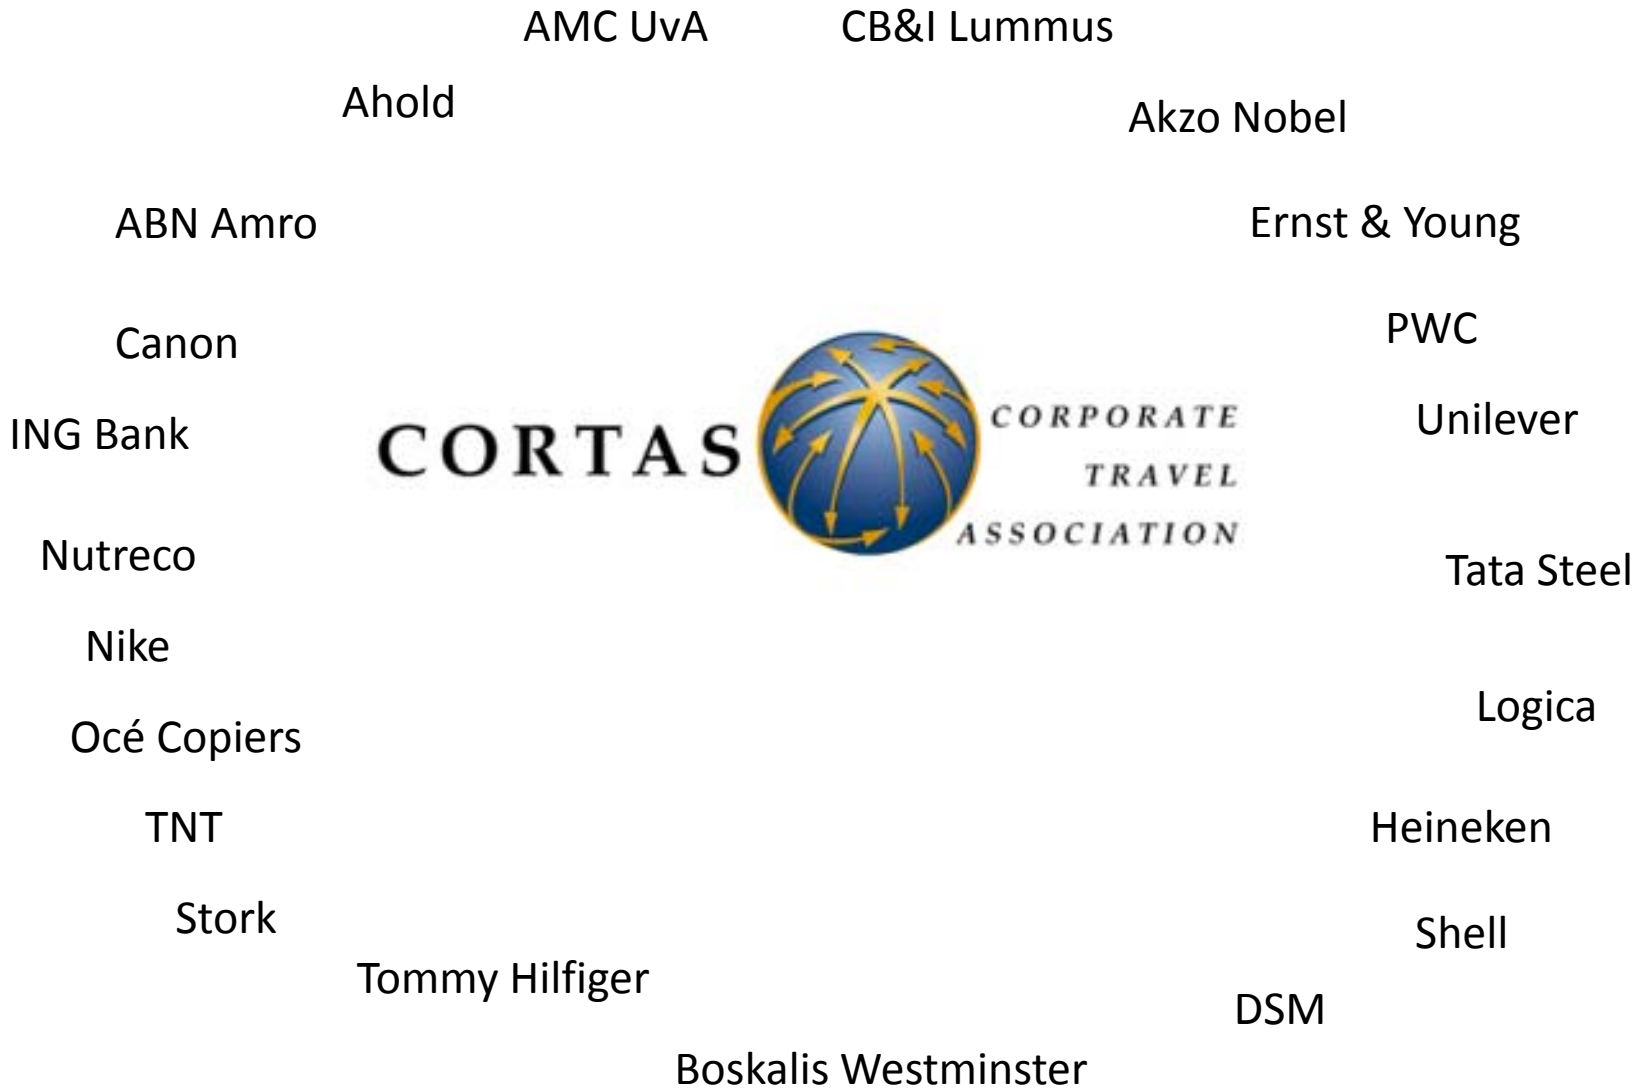 AMC UvA
CB&I Lummus
Ahold
Akzo Nobel
ABN Amro
Ernst & Young
Canon
PWC
ING Bank
CORTAS
CORPORATE
TRAVEL
ASSOCIATION
Unilever
Nutreco
Tata Steel
Nike
Logica
Océ Copiers
TNT
Heineken
Stork
Shell
Tommy Hilfiger
DSM
Boskalis Westminster